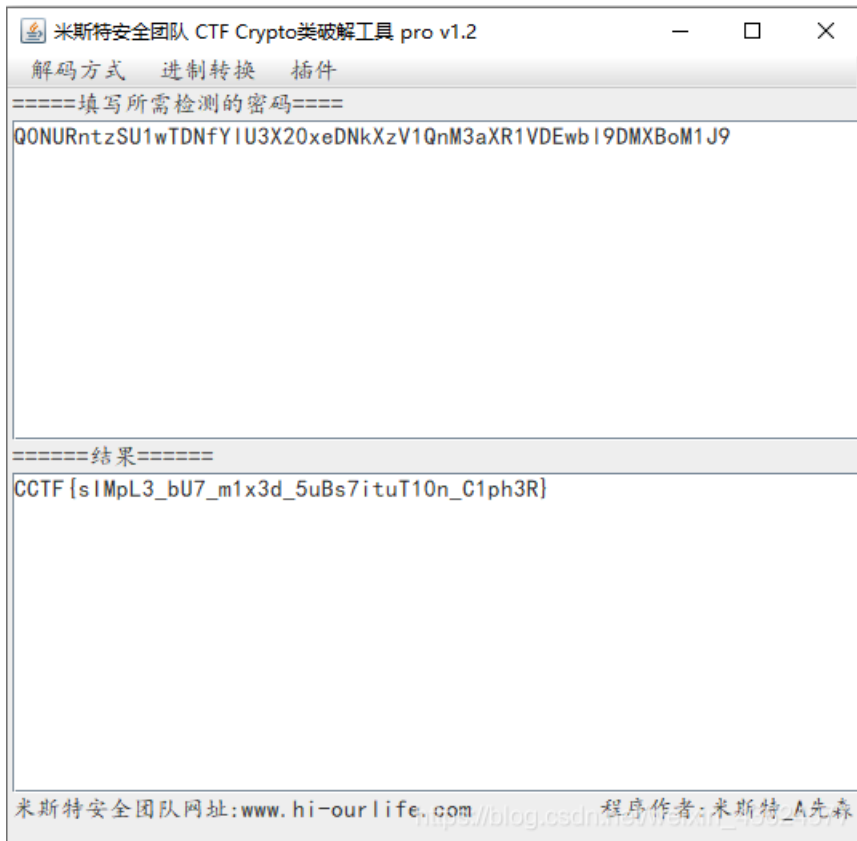 米斯特安全团队 CTF Crypto类破解工具 pro v1.2
解码方式 进制转换 插件
=====填写所需检测的密码====
Q0NURntzSU1wTDNfYlU3X20xeDNkXzV1QnM3aXR1VDEwbl9DMXBoM1J9
======结果======
CCTF{sIMpL3_bU7_m1x3d_5uBs7ituT10n_C1ph3R}
米斯特安全团队网址:www.hi-ourlife.com 程序作者:米斯特_A先森